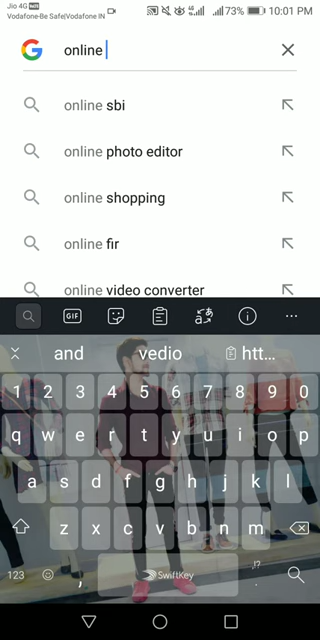 Jio 4G VoLTE
Vodafone-Be Safe|Vodafone IN
4G
73%
10:01 PM
online
online sbi
online photo editor
online shopping
online fir
online video converter
GIF
and vedio htt...
1 2 3 4 5 6 7 8 9 0
q w e r t y u i o p
a s d f g h j k l
z x c v b n m
123 , SwiftKey .,!?